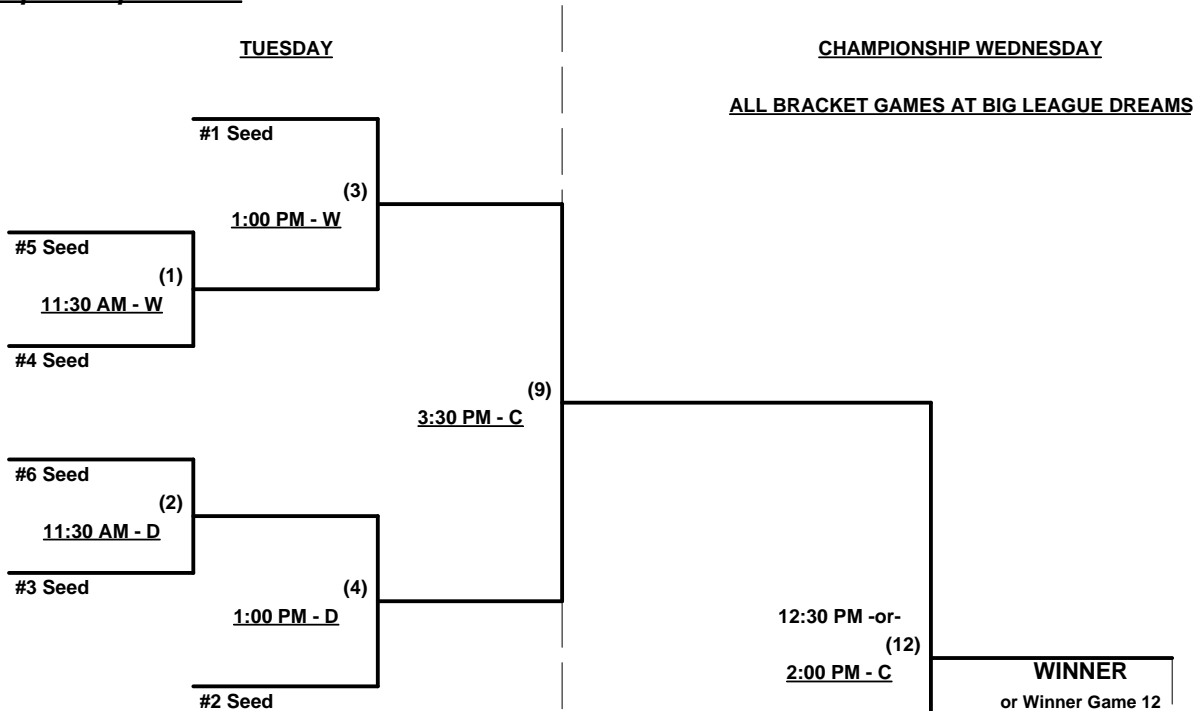 TUESDAY
CHAMPIONSHIP WEDNESDAY
ALL BRACKET GAMES AT BIG LEAGUE DREAMS
#1 Seed
(3)
1:00 PM - W
#5 Seed
(1)
11:30 AM - W
#4 Seed
(9)
3:30 PM - C
#6 Seed
(2)
11:30 AM - D
#3 Seed
(4)
1:00 PM - D
12:30 PM -or-
(12)
2:00 PM - C
WINNER
#2 Seed
or Winner Game 12